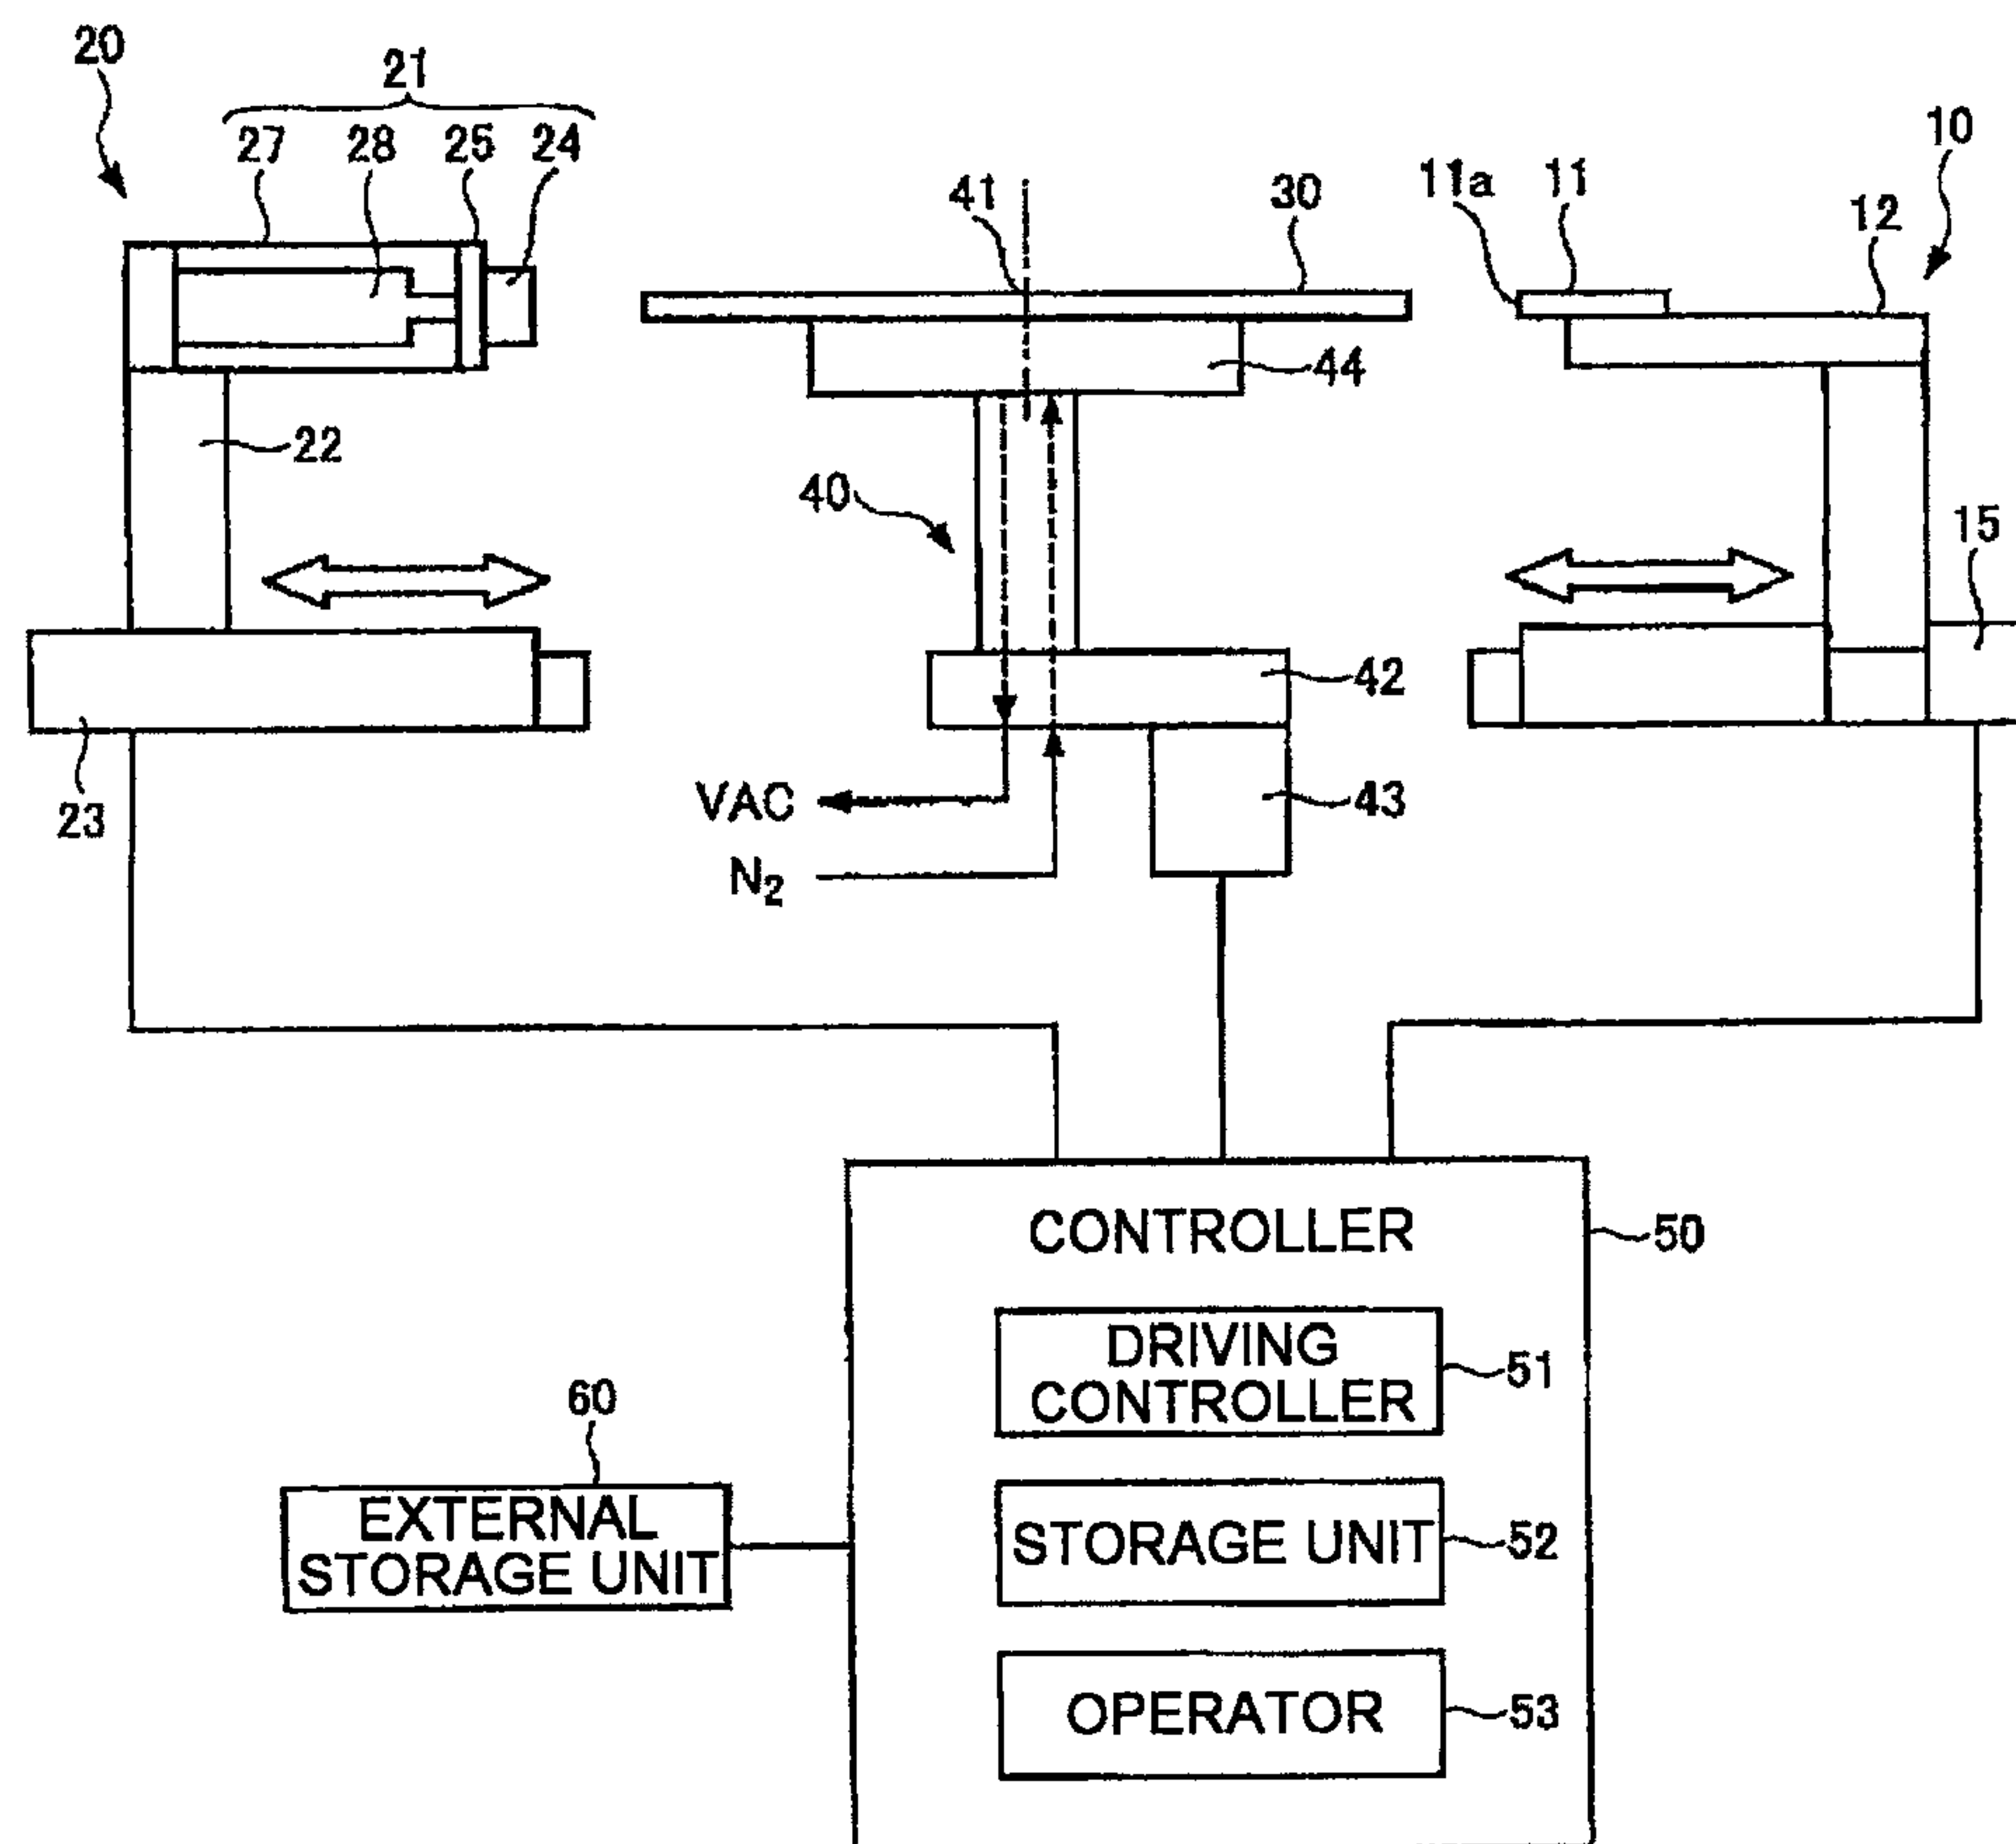 20
21
27 28 25 24
10
41
30
11a 11
12
44
22
40
15
42
23
VAC
43
N₂
CONTROLLER
50
DRIVING
CONTROLLER
51
60
EXTERNAL
STORAGE UNIT
STORAGE UNIT
52
OPERATOR
53